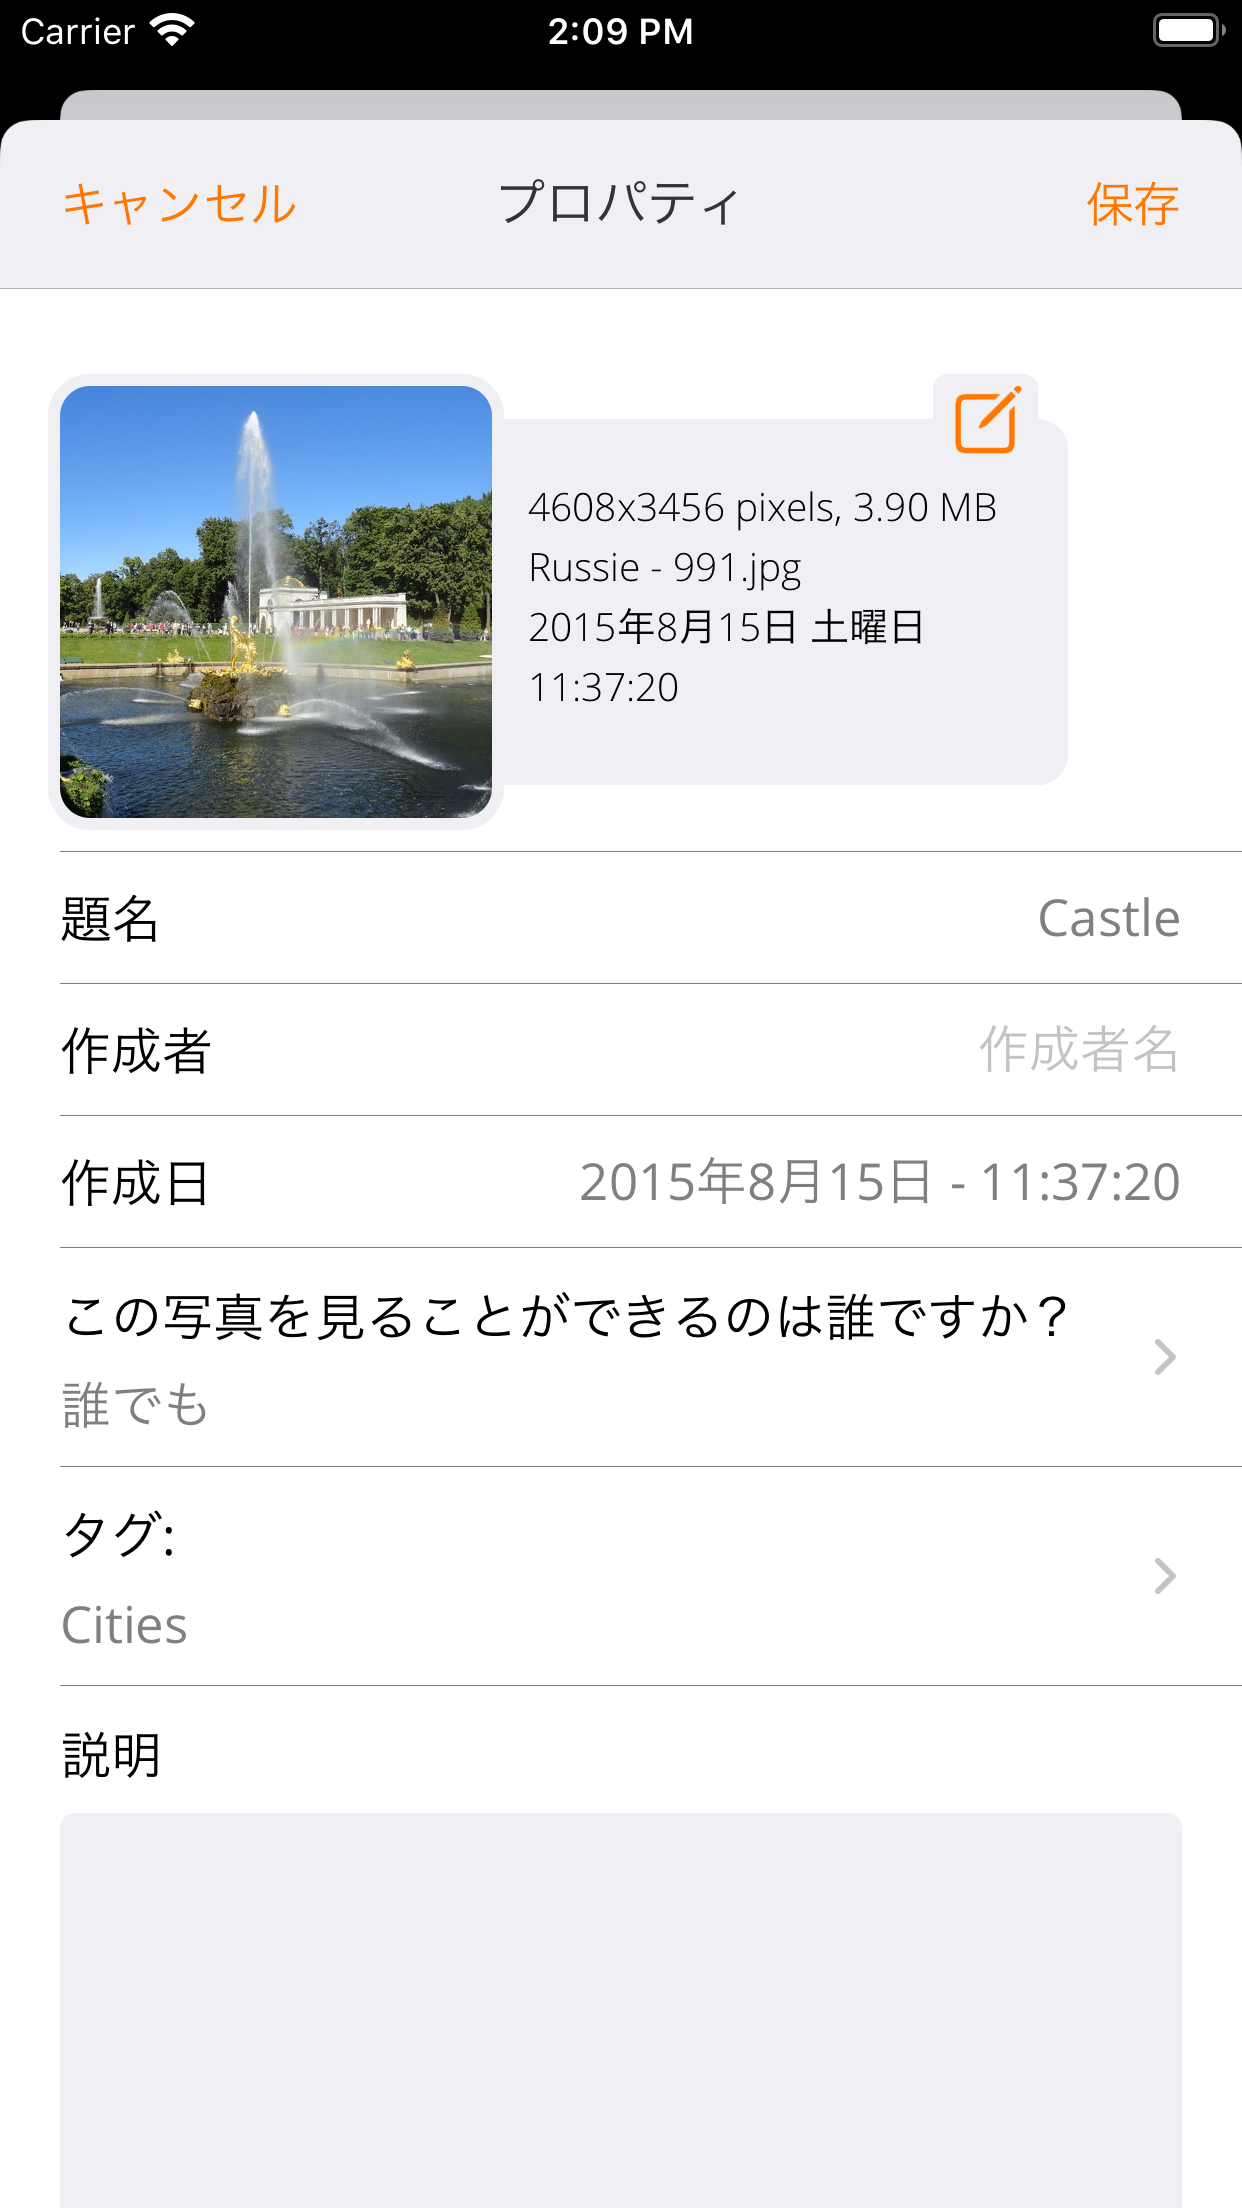 Carrier
2:09 PM
キャンセル
プロパティ
保存
4608x3456 pixels, 3.90 MB
Russie - 991.jpg
2015年8月15日 土曜日
11:37:20
題名
Castle
作成者
作成者名
作成日
2015年8月15日 - 11:37:20
この写真を見ることができるのは誰ですか？
誰でも
タグ:
Cities
説明